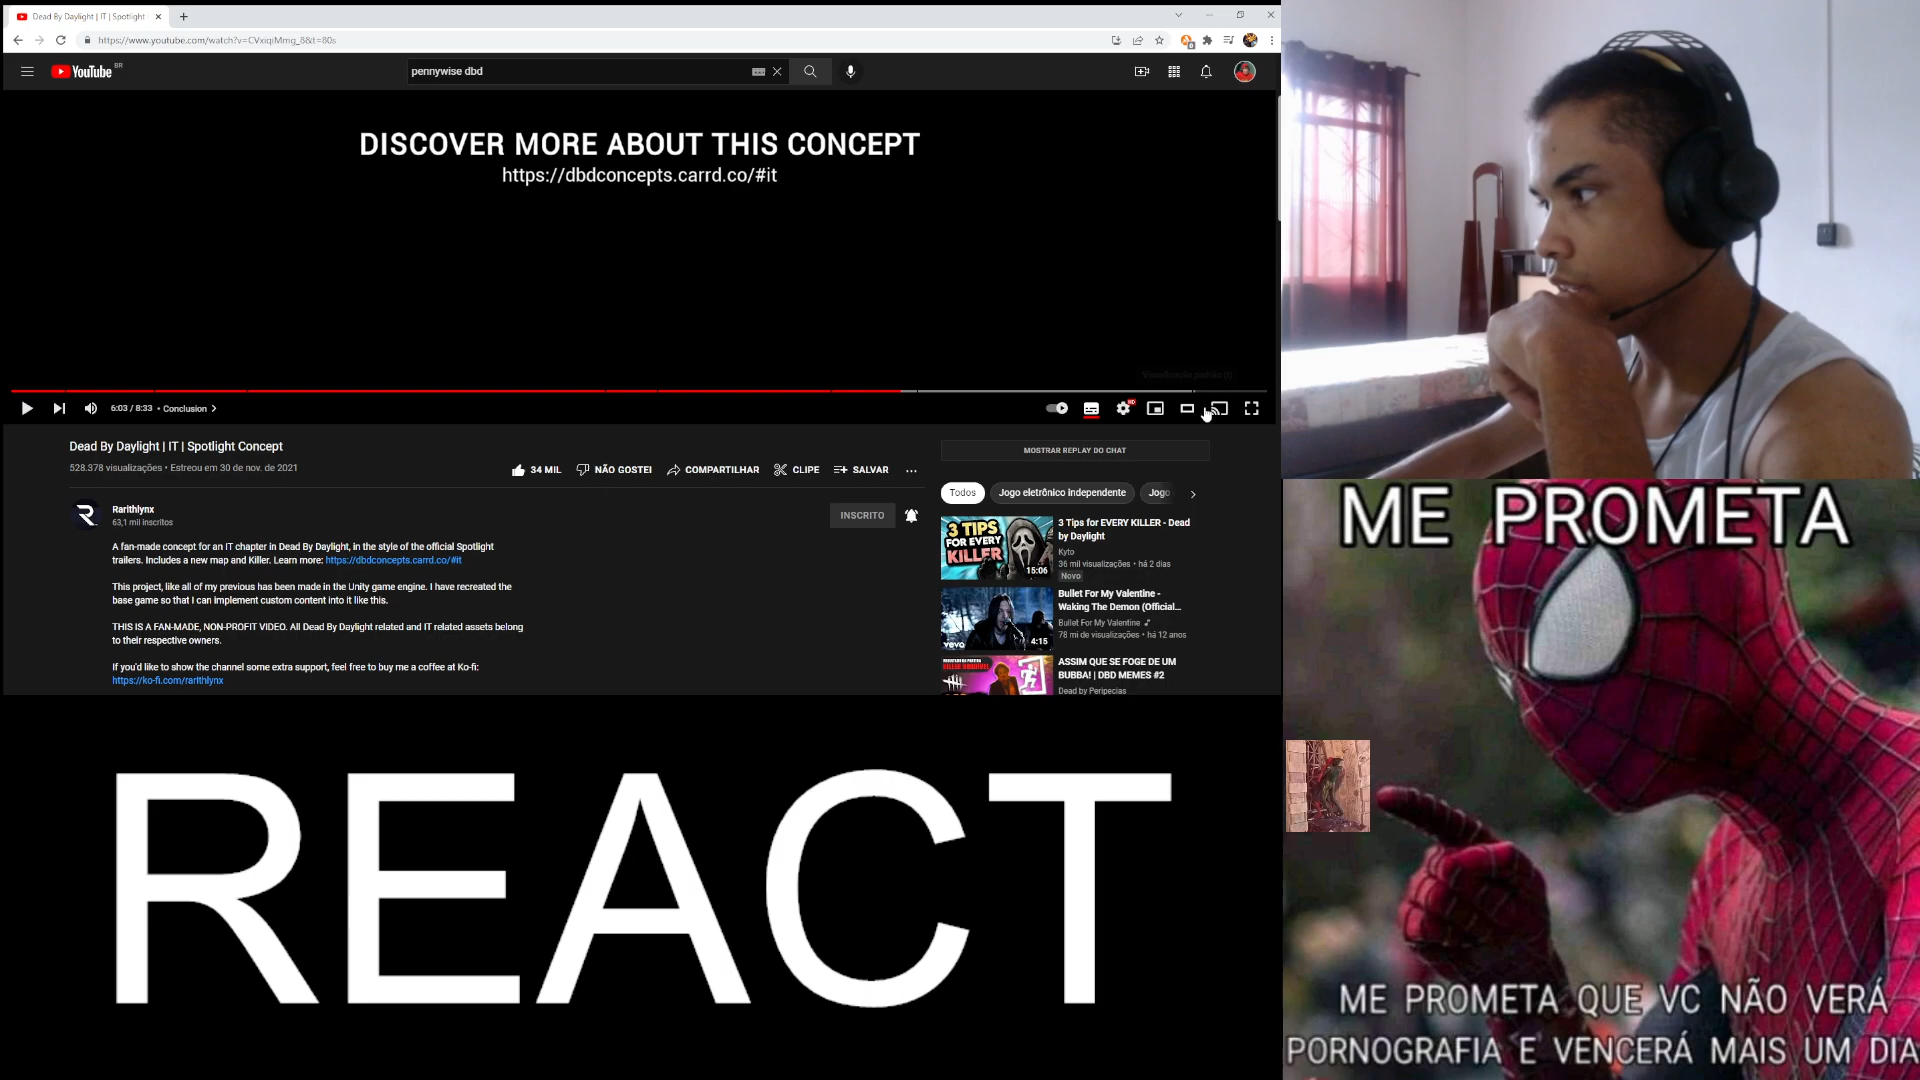 Dead By Daylight | IT | Spotlight
https://www.youtube.com/watch?v=CVxiqiMmg_8&t=80s
YouTube BR
pennywise dbd
DISCOVER MORE ABOUT THIS CONCEPT
https://dbdconcepts.carrd.co/#it
6:03 / 8:33 • Conclusion
HD
Dead By Daylight | IT | Spotlight Concept
528.378 visualizações • Estreou em 30 de nov. de 2021
34 MIL NÃO GOSTEI COMPARTILHAR CLIPE SALVAR
Rarithlynx
63,1 mil inscritos
INSCRITO
A fan-made concept for an IT chapter in Dead By Daylight, in the style of the official Spotlight
trailers. Includes a new map and Killer. Learn more: https://dbdconcepts.carrd.co/#it
This project, like all of my previous has been made in the Unity game engine. I have recreated the
base game so that I can implement custom content into it like this.
THIS IS A FAN-MADE, NON-PROFIT VIDEO. All Dead By Daylight related and IT related assets belong
to their respective owners.
If you'd like to show the channel some extra support, feel free to buy me a coffee at Ko-fi:
https://ko-fi.com/rarithlynx
MOSTRAR REPLAY DO CHAT
Todos Jogo eletrônico independente Jogo
3 TIPS
FOR EVERY
KILLER
15:06
3 Tips for EVERY KILLER - Dead
by Daylight
Kyto
36 mil visualizações • há 2 dias
Novo
vevo
4:15
Bullet For My Valentine -
Waking The Demon (Official...
Bullet For My Valentine
78 mi de visualizações • há 12 anos
ASSIM QUE SE FOGE DE UM
BUBBA! | DBD MEMES #2
Dead by Peripecias
REACT
ME PROMETA
ME PROMETA QUE VC NÃO VERÁ
PORNOGRAFIA E VENCERÁ MAIS UM DIA